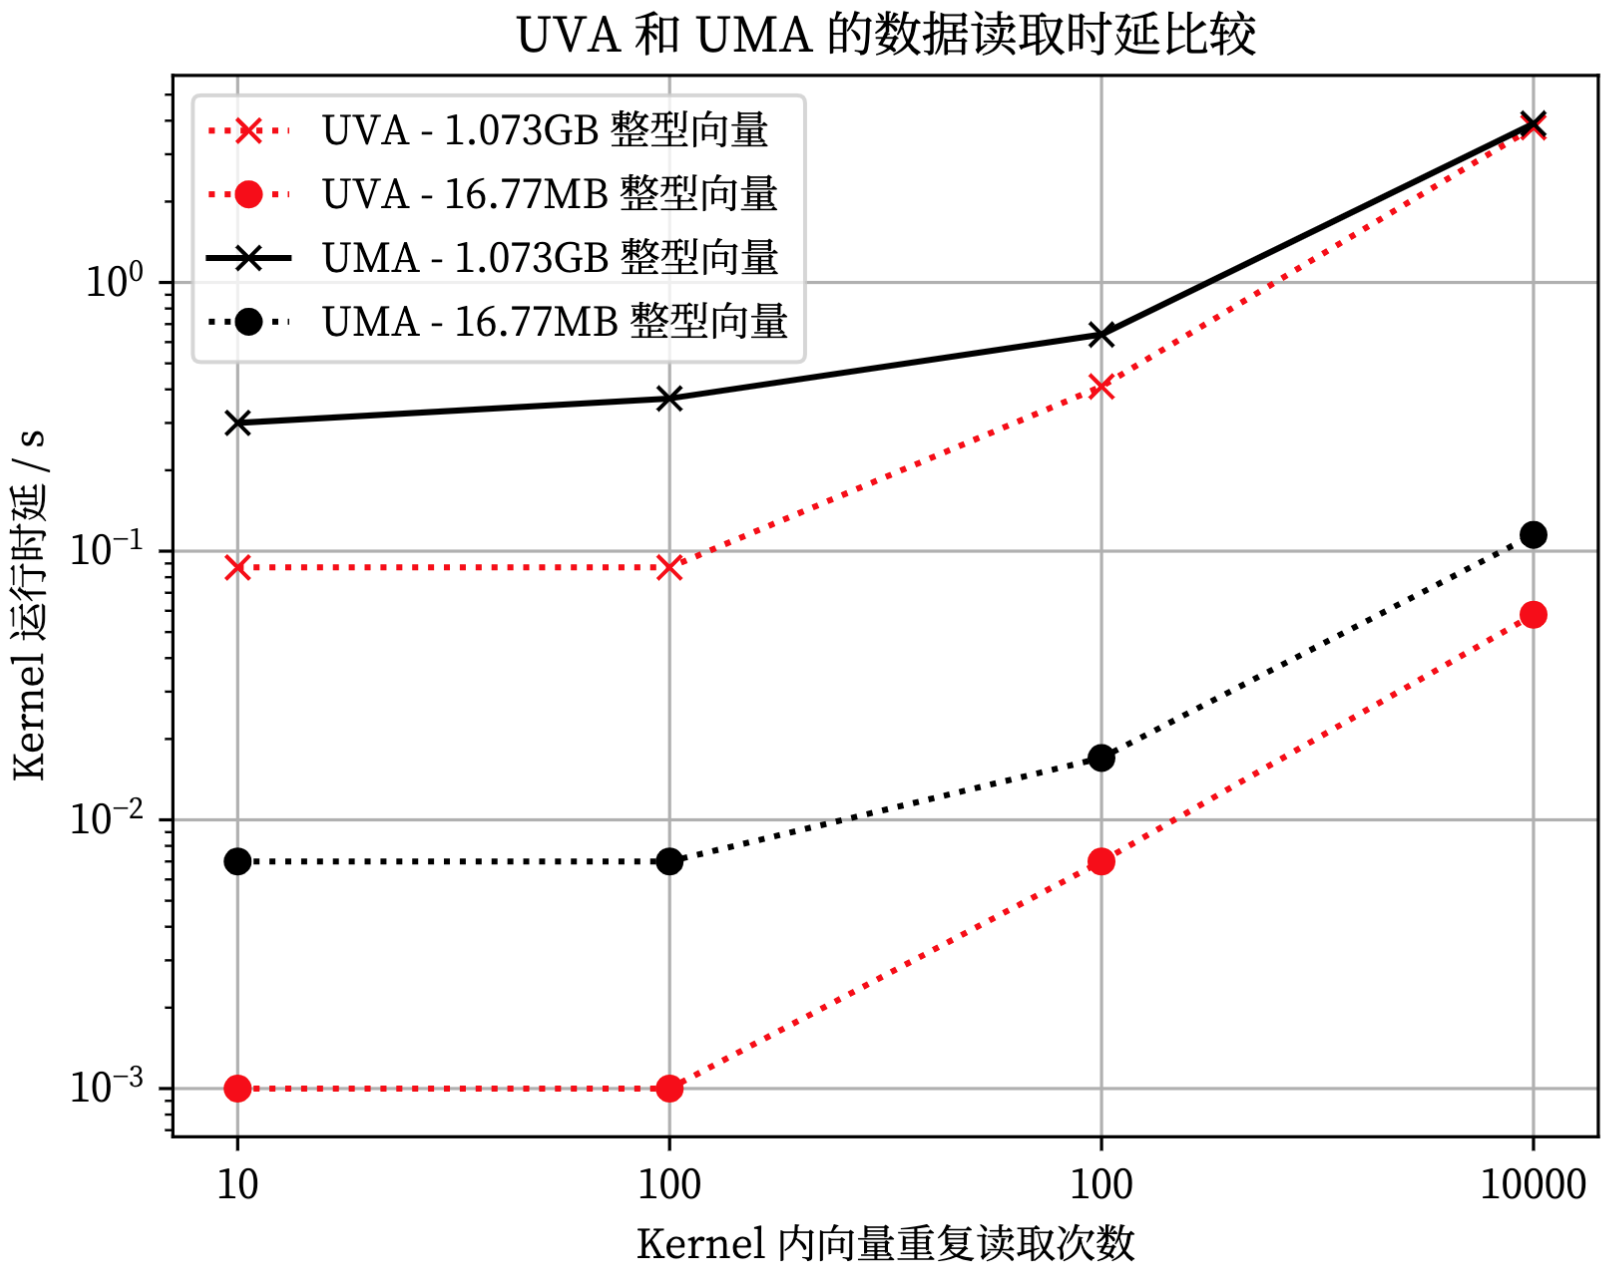 UVA 和 UMA 的数据读取时延比较
UVA - 1.073GB 整型向量
UVA - 16.77MB 整型向量
UMA - 1.073GB 整型向量
UMA - 16.77MB 整型向量
10⁰
10⁻¹
10⁻²
10⁻³
Kernel 运行时延 / s
10 100 100 10000
Kernel 内向量重复读取次数